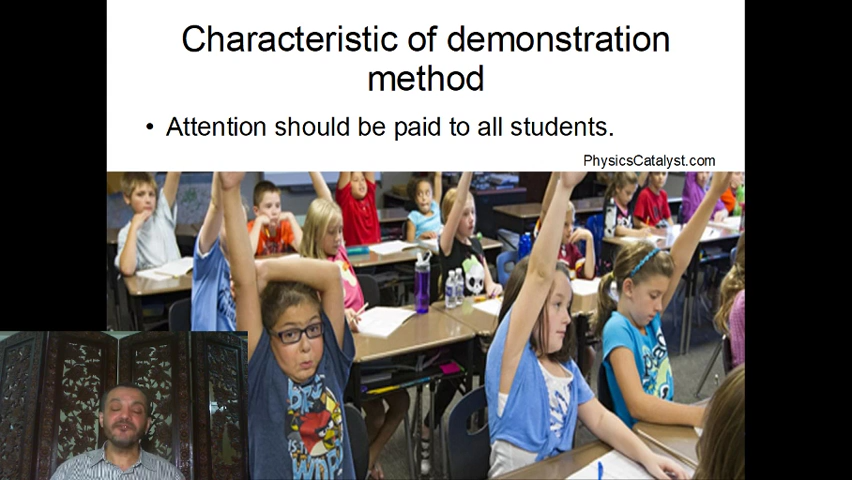 Characteristic of demonstration
method
• Attention should be paid to all students.
PhysicsCatalyst.com